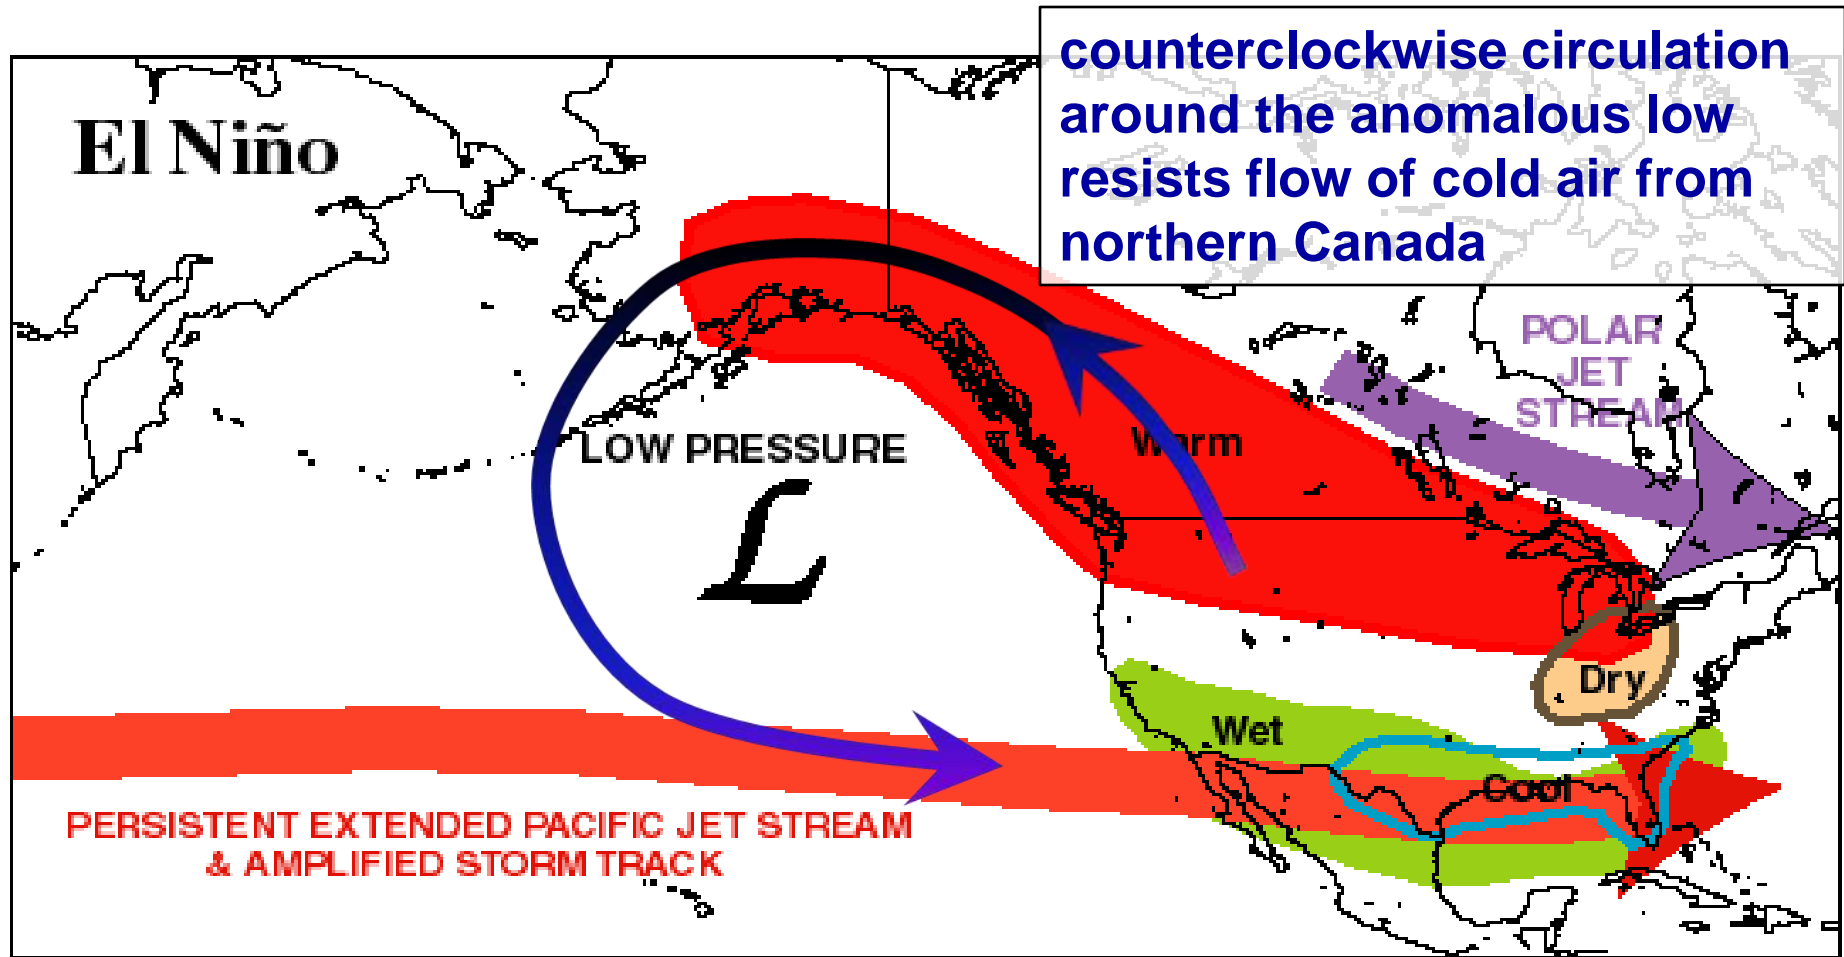 counterclockwise circulation
around the anomalous low
resists flow of cold air from
northern Canada
El Niño
POLAR
JET
STREAM
LOW PRESSURE
Warm
L
Dry
Wet
Cool
PERSISTENT EXTENDED PACIFIC JET STREAM
& AMPLIFIED STORM TRACK